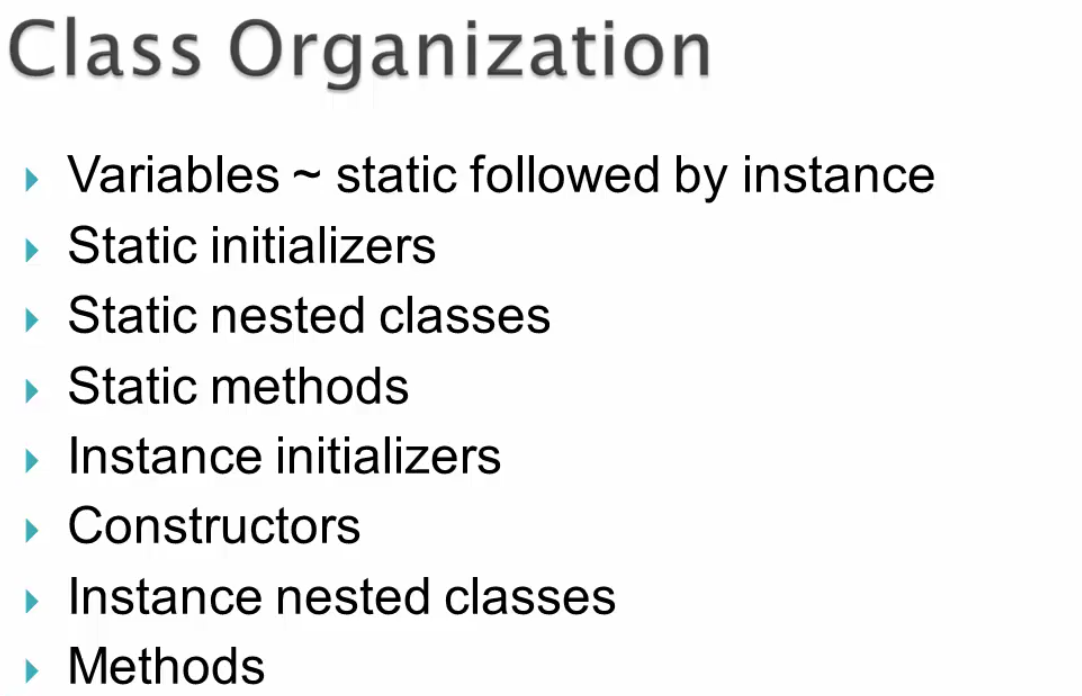 Class Organization
Variables ~ static followed by instance
Static initializers
Static nested classes
Static methods
Instance initializers
Constructors
Instance nested classes
Methods